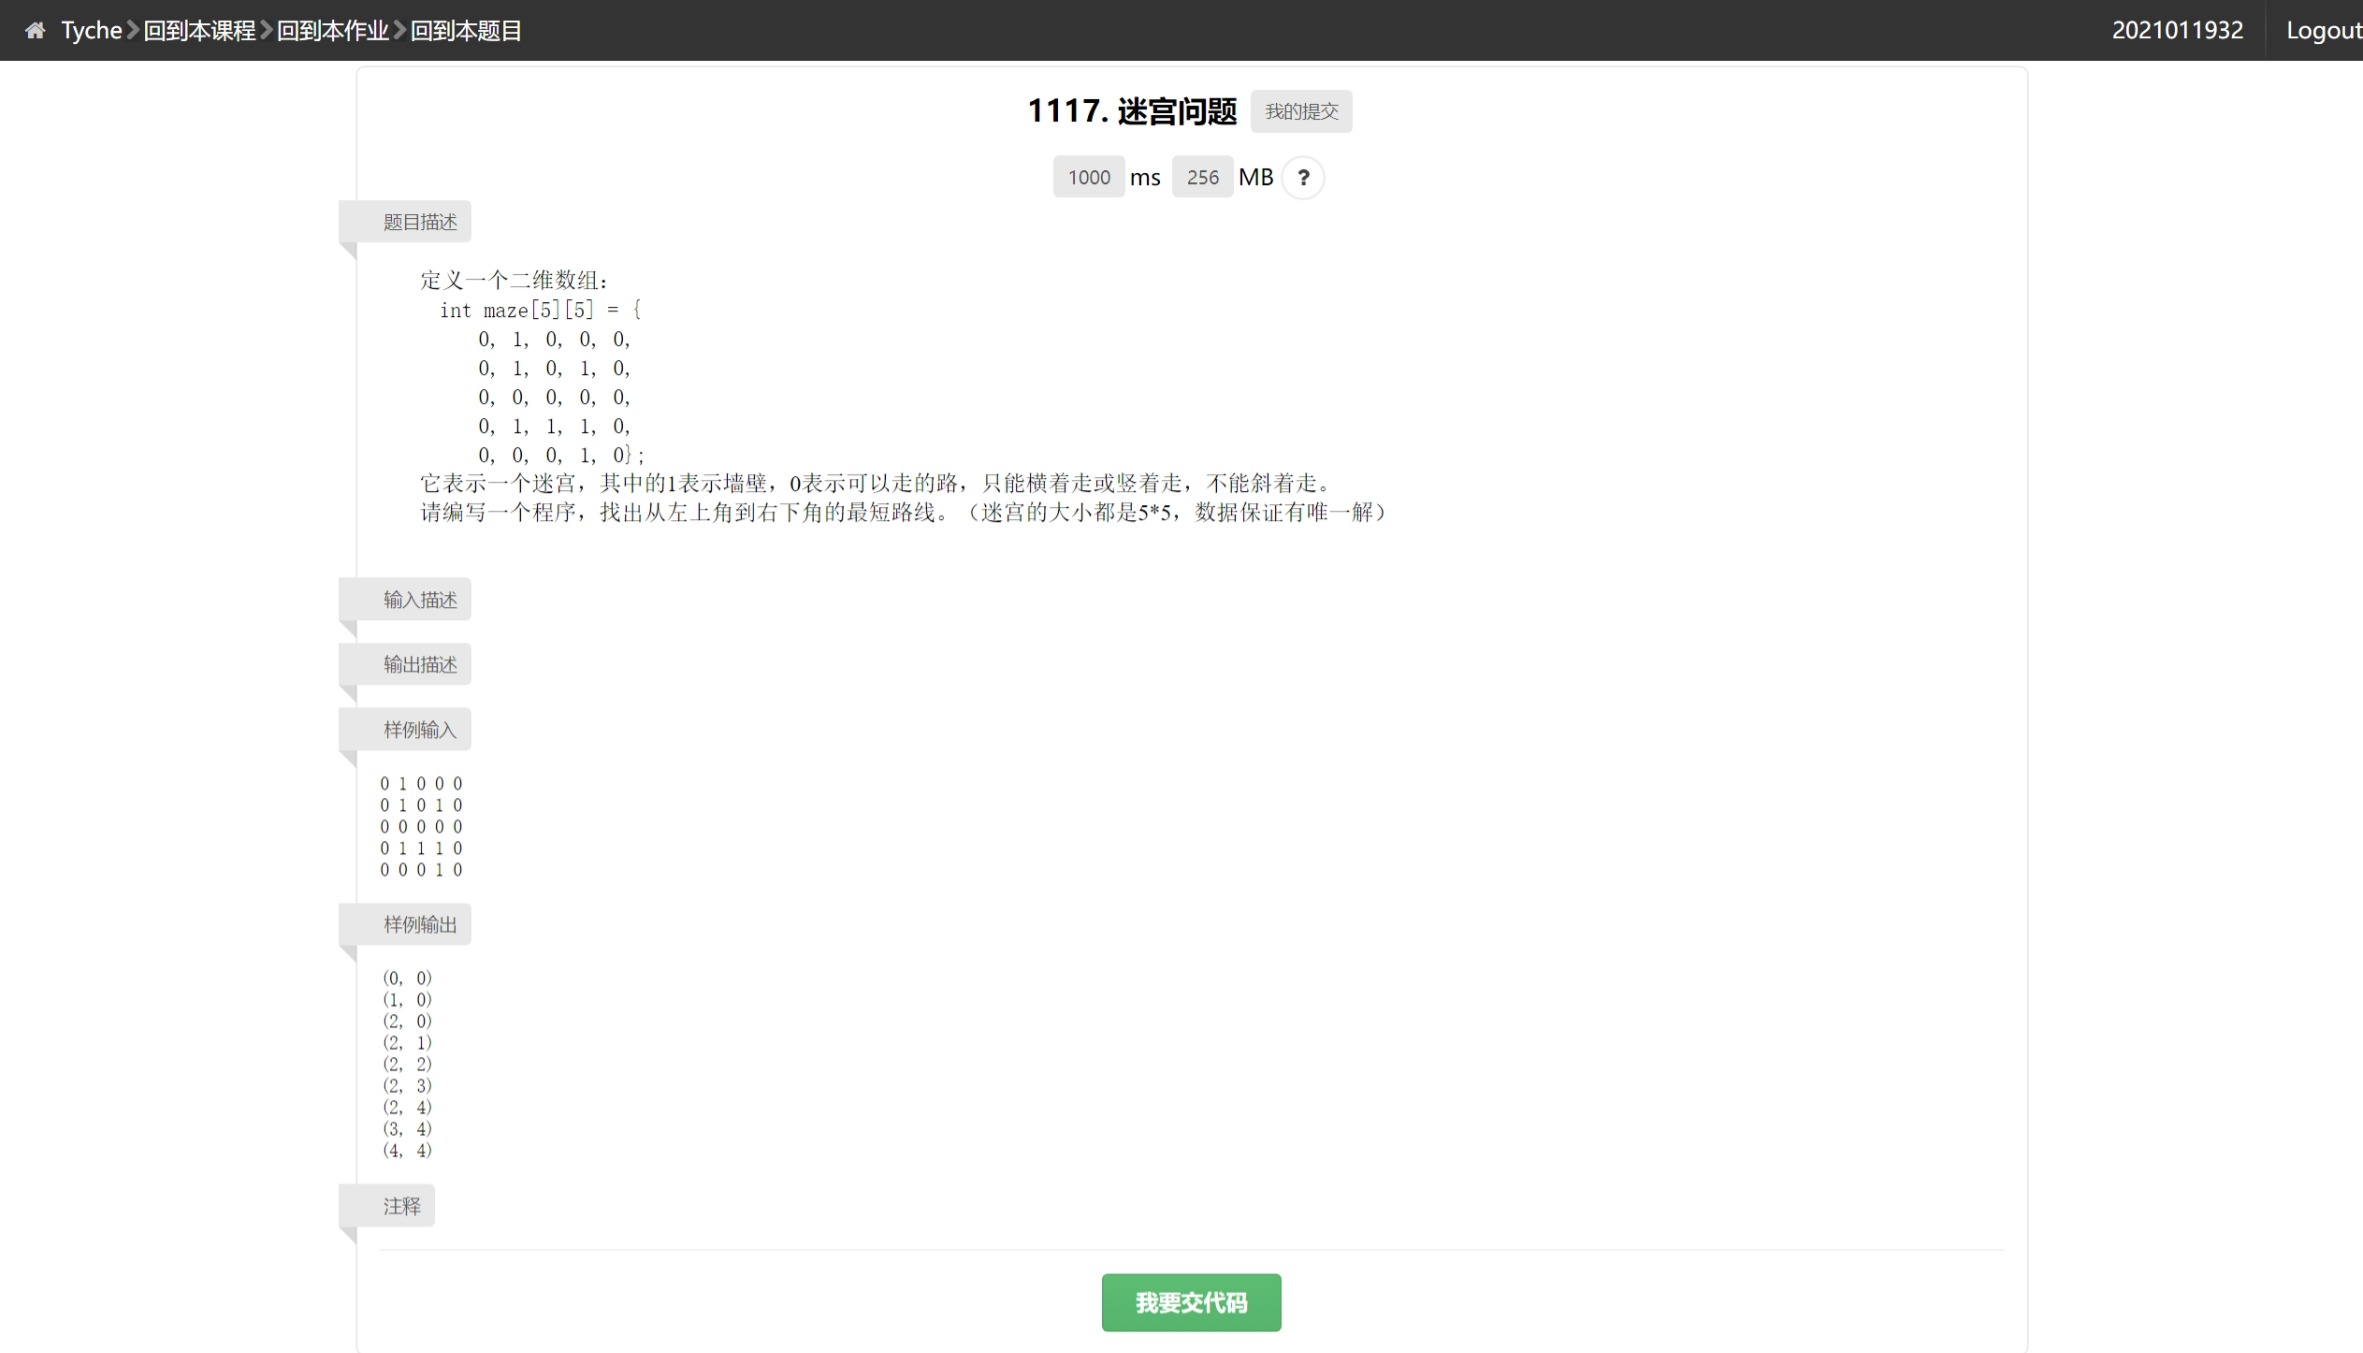 Tyche 回到本课程 回到本作业 回到本题目 2021011932 Logout
1117. 迷宫问题 我的提交
1000 ms 256 MB ?
题目描述
定义一个二维数组：
int maze[5][5] = {
0, 1, 0, 0, 0,
0, 1, 0, 1, 0,
0, 0, 0, 0, 0,
0, 1, 1, 1, 0,
0, 0, 0, 1, 0};
它表示一个迷宫，其中的1表示墙壁，0表示可以走的路，只能横着走或竖着走，不能斜着走。
请编写一个程序，找出从左上角到右下角的最短路线。（迷宫的大小都是5*5，数据保证有唯一解）
输入描述
输出描述
样例输入
0 1 0 0 0
0 1 0 1 0
0 0 0 0 0
0 1 1 1 0
0 0 0 1 0
样例输出
(0, 0)
(1, 0)
(2, 0)
(2, 1)
(2, 2)
(2, 3)
(2, 4)
(3, 4)
(4, 4)
注释
我要交代码